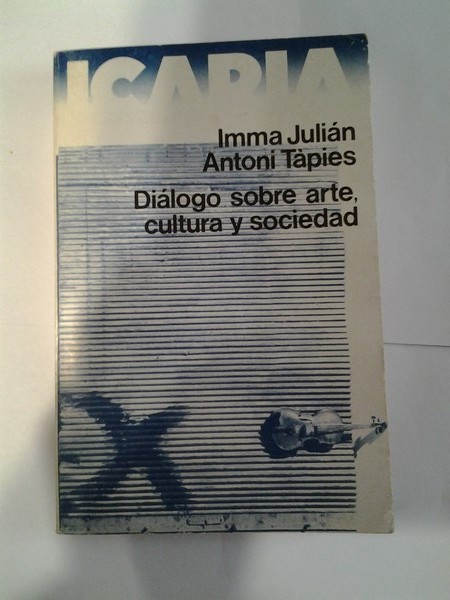 ICARIA
Imma Julián
Antoni Tàpies
Diálogo sobre arte,
cultura y sociedad